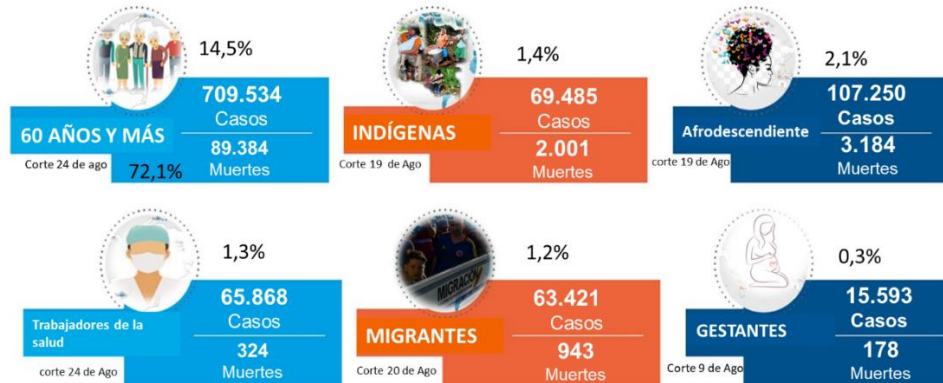 14,5%
709.534
Casos
60 AÑOS Y MÁS
89.384
Muertes
Corte 24 de ago
72,1%
1,4%
69.485
Casos
INDÍGENAS
2.001
Muertes
Corte 19 de Ago
2,1%
107.250
Casos
Afrodescendiente
3.184
Muertes
corte 19 de Ago
1,3%
65.868
Casos
Trabajadores de la
salud
324
Muertes
corte 24 de Ago
1,2%
MIGRACIÓN
63.421
Casos
MIGRANTES
943
Muertes
Corte 20 de Ago
0,3%
15.593
Casos
GESTANTES
178
Muertes
Corte 9 de Ago